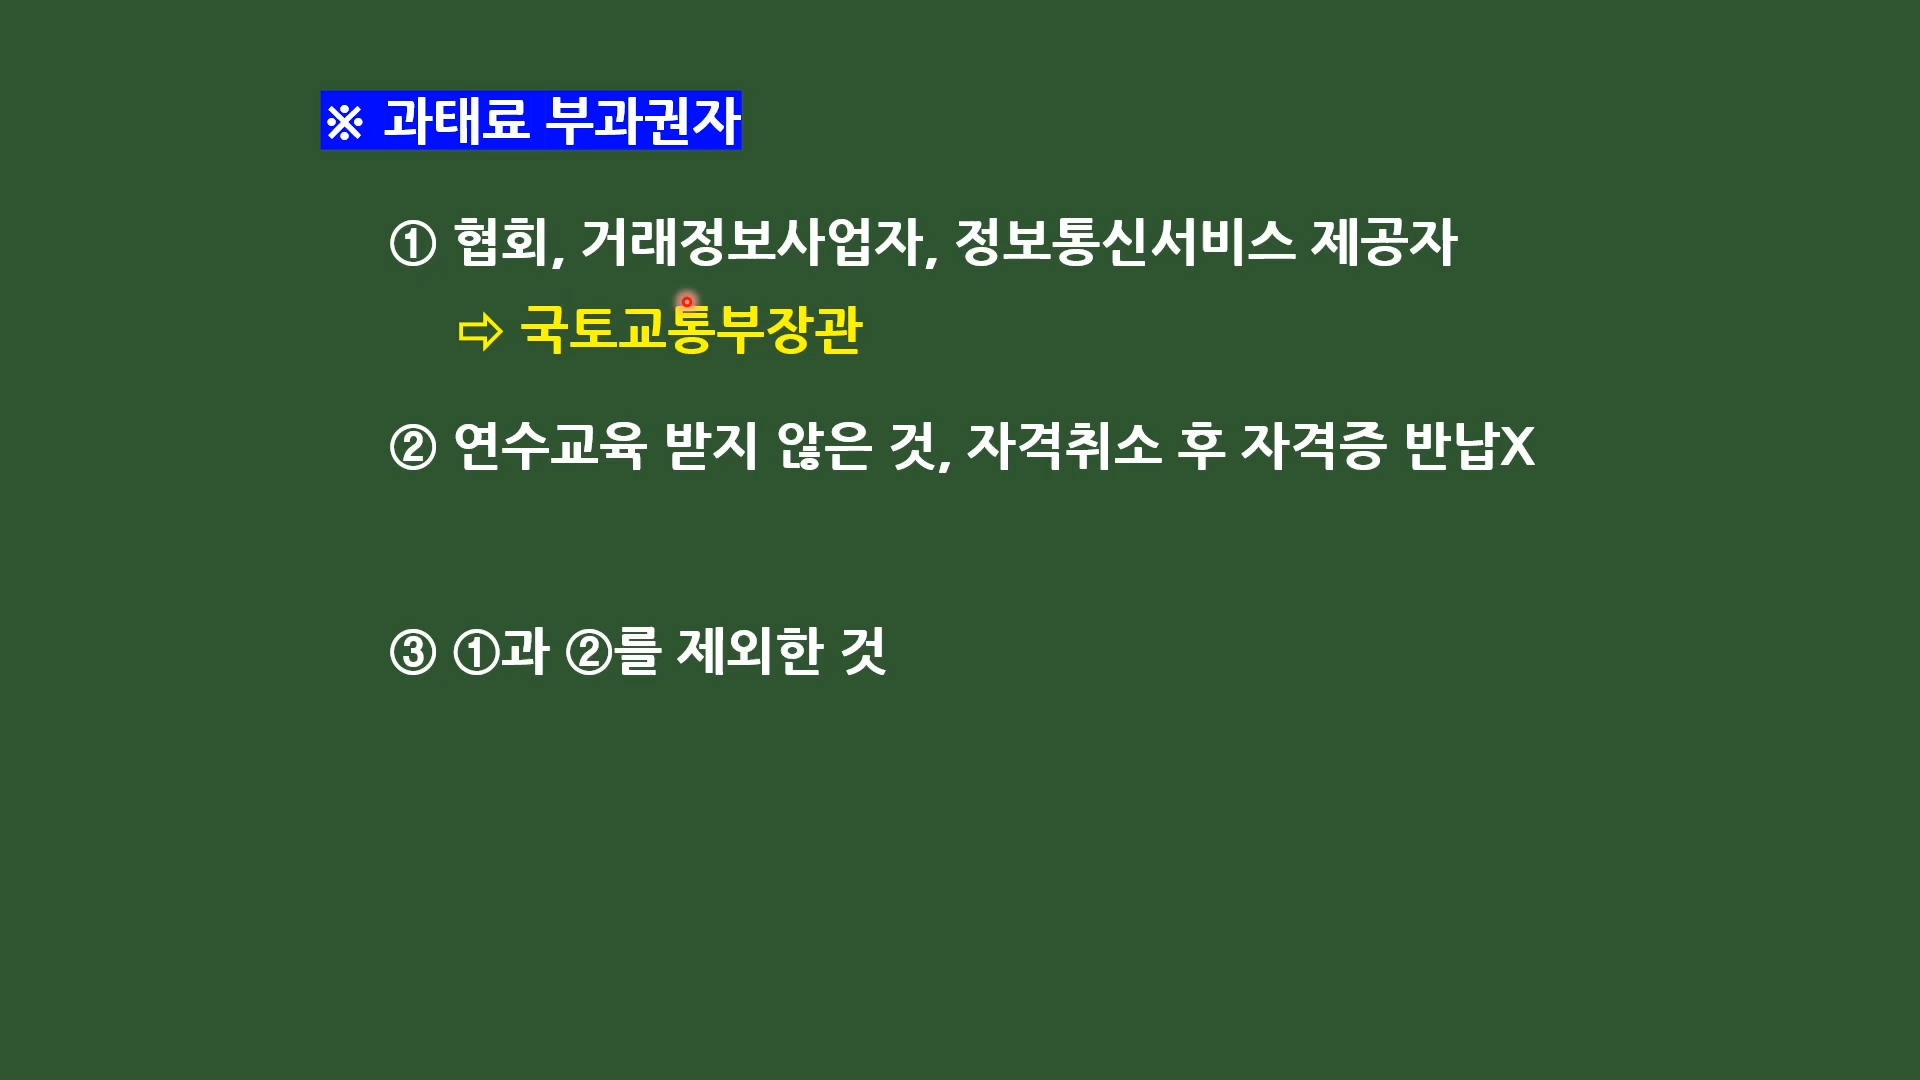 ※ 과태료 부과권자
① 협회, 거래정보사업자, 정보통신서비스 제공자
⇨ 국토교통부장관
② 연수교육 받지 않은 것, 자격취소 후 자격증 반납X
③ ①과 ②를 제외한 것